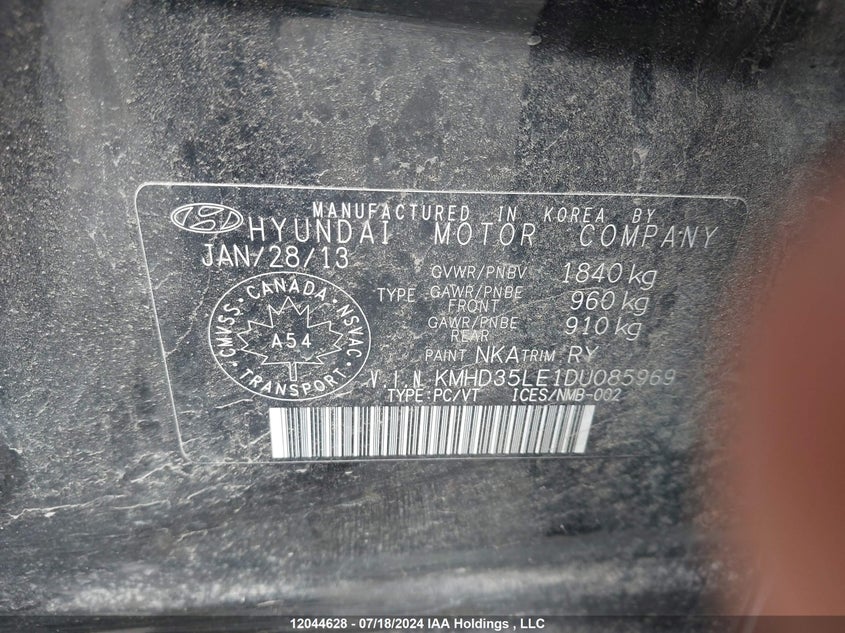 MANUFACTURED IN KOREA BY
HYUNDAI MOTOR COMPANY
JAN/28/13
GVWR/PNBV 1840 kg
TYPE GAWR/PNBE FRONT 960 kg
GAWR/PNBE REAR 910 kg
CMVSS · CANADA · NSVAC
A54
TRANSPORT
PAINT NKA TRIM RY
V.I.N KMHD35LE1DU085969
TYPE:PC/VT ICES/NMB-002
12044628 - 07/18/2024 IAA Holdings , LLC